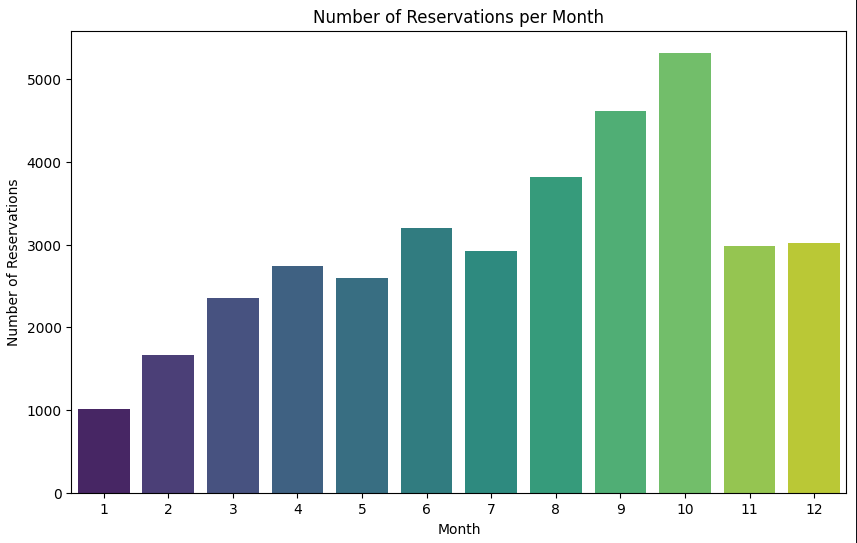 Number of Reservations per Month
Number of Reservations
5000
4000
3000
2000
1000
0
1 2 3 4 5 6 7 8 9 10 11 12
Month